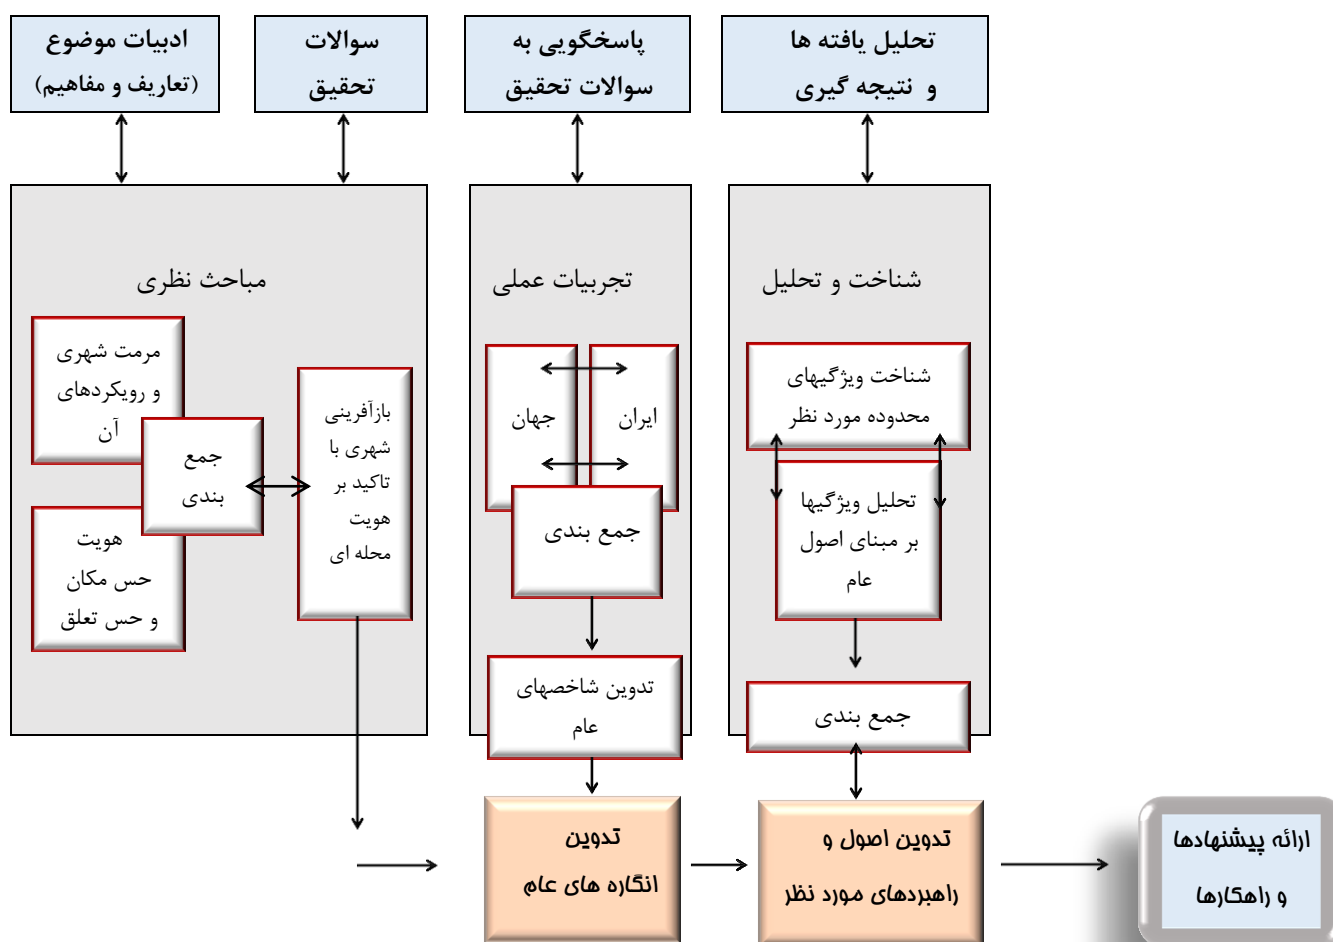 ادبیات موضوع
(تعاریف و مفاهیم)
سوالات
تحقیق
پاسخگویی به
سوالات تحقیق
تحلیل یافته ها
و نتیجه گیری
مباحث نظری
مرمت شهری
و رویکردهای
آن
جمع
بندی
هویت
حس مکان
و حس تعلق
بازآفرینی
شهری با
تاکید بر
هویت
محله ای
تجربیات عملی
جهان
ایران
جمع بندی
تدوین شاخصهای
عام
شناخت و تحلیل
شناخت ویژگیهای
محدوده مورد نظر
تحلیل ویژگیها
بر مبنای اصول
عام
جمع بندی
تدوین
انگاره های عام
تدوین اصول و
راهبردهای مورد نظر
ارائه پیشنهادها
و راهکارها